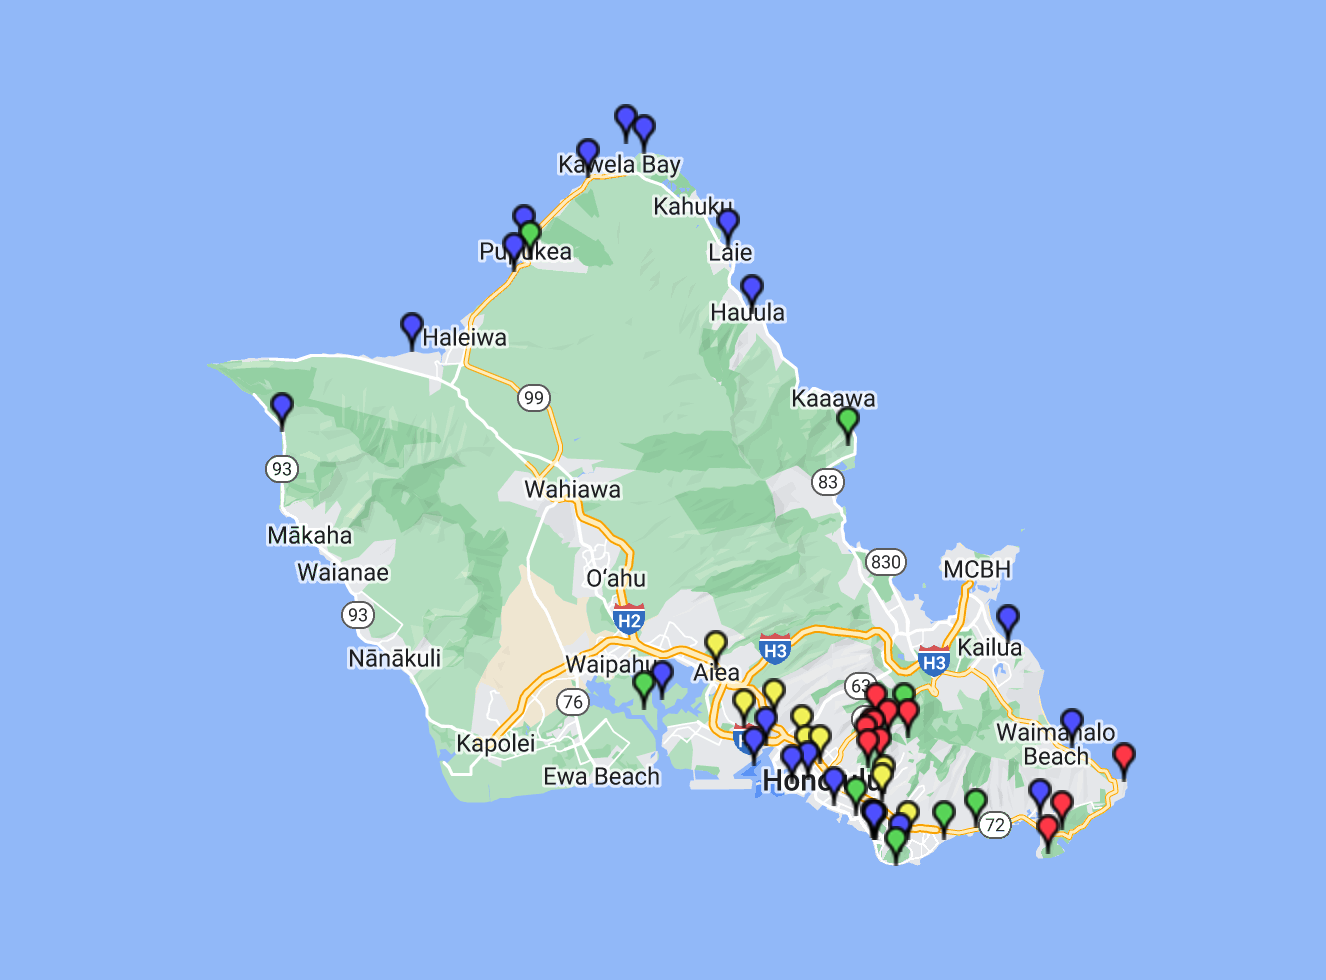 Kawela Bay
Kahuku
Pupukea
Laie
Hauula
Haleiwa
99
Kaaawa
93
83
Wahiawa
Mākaha
Waianae
O‘ahu
830
MCBH
93
H2
H3
Kailua
H3
Nānākuli
Waipahu
Aiea
63
76
Kapolei
Waimanalo
Beach
Ewa Beach
Honolulu
72